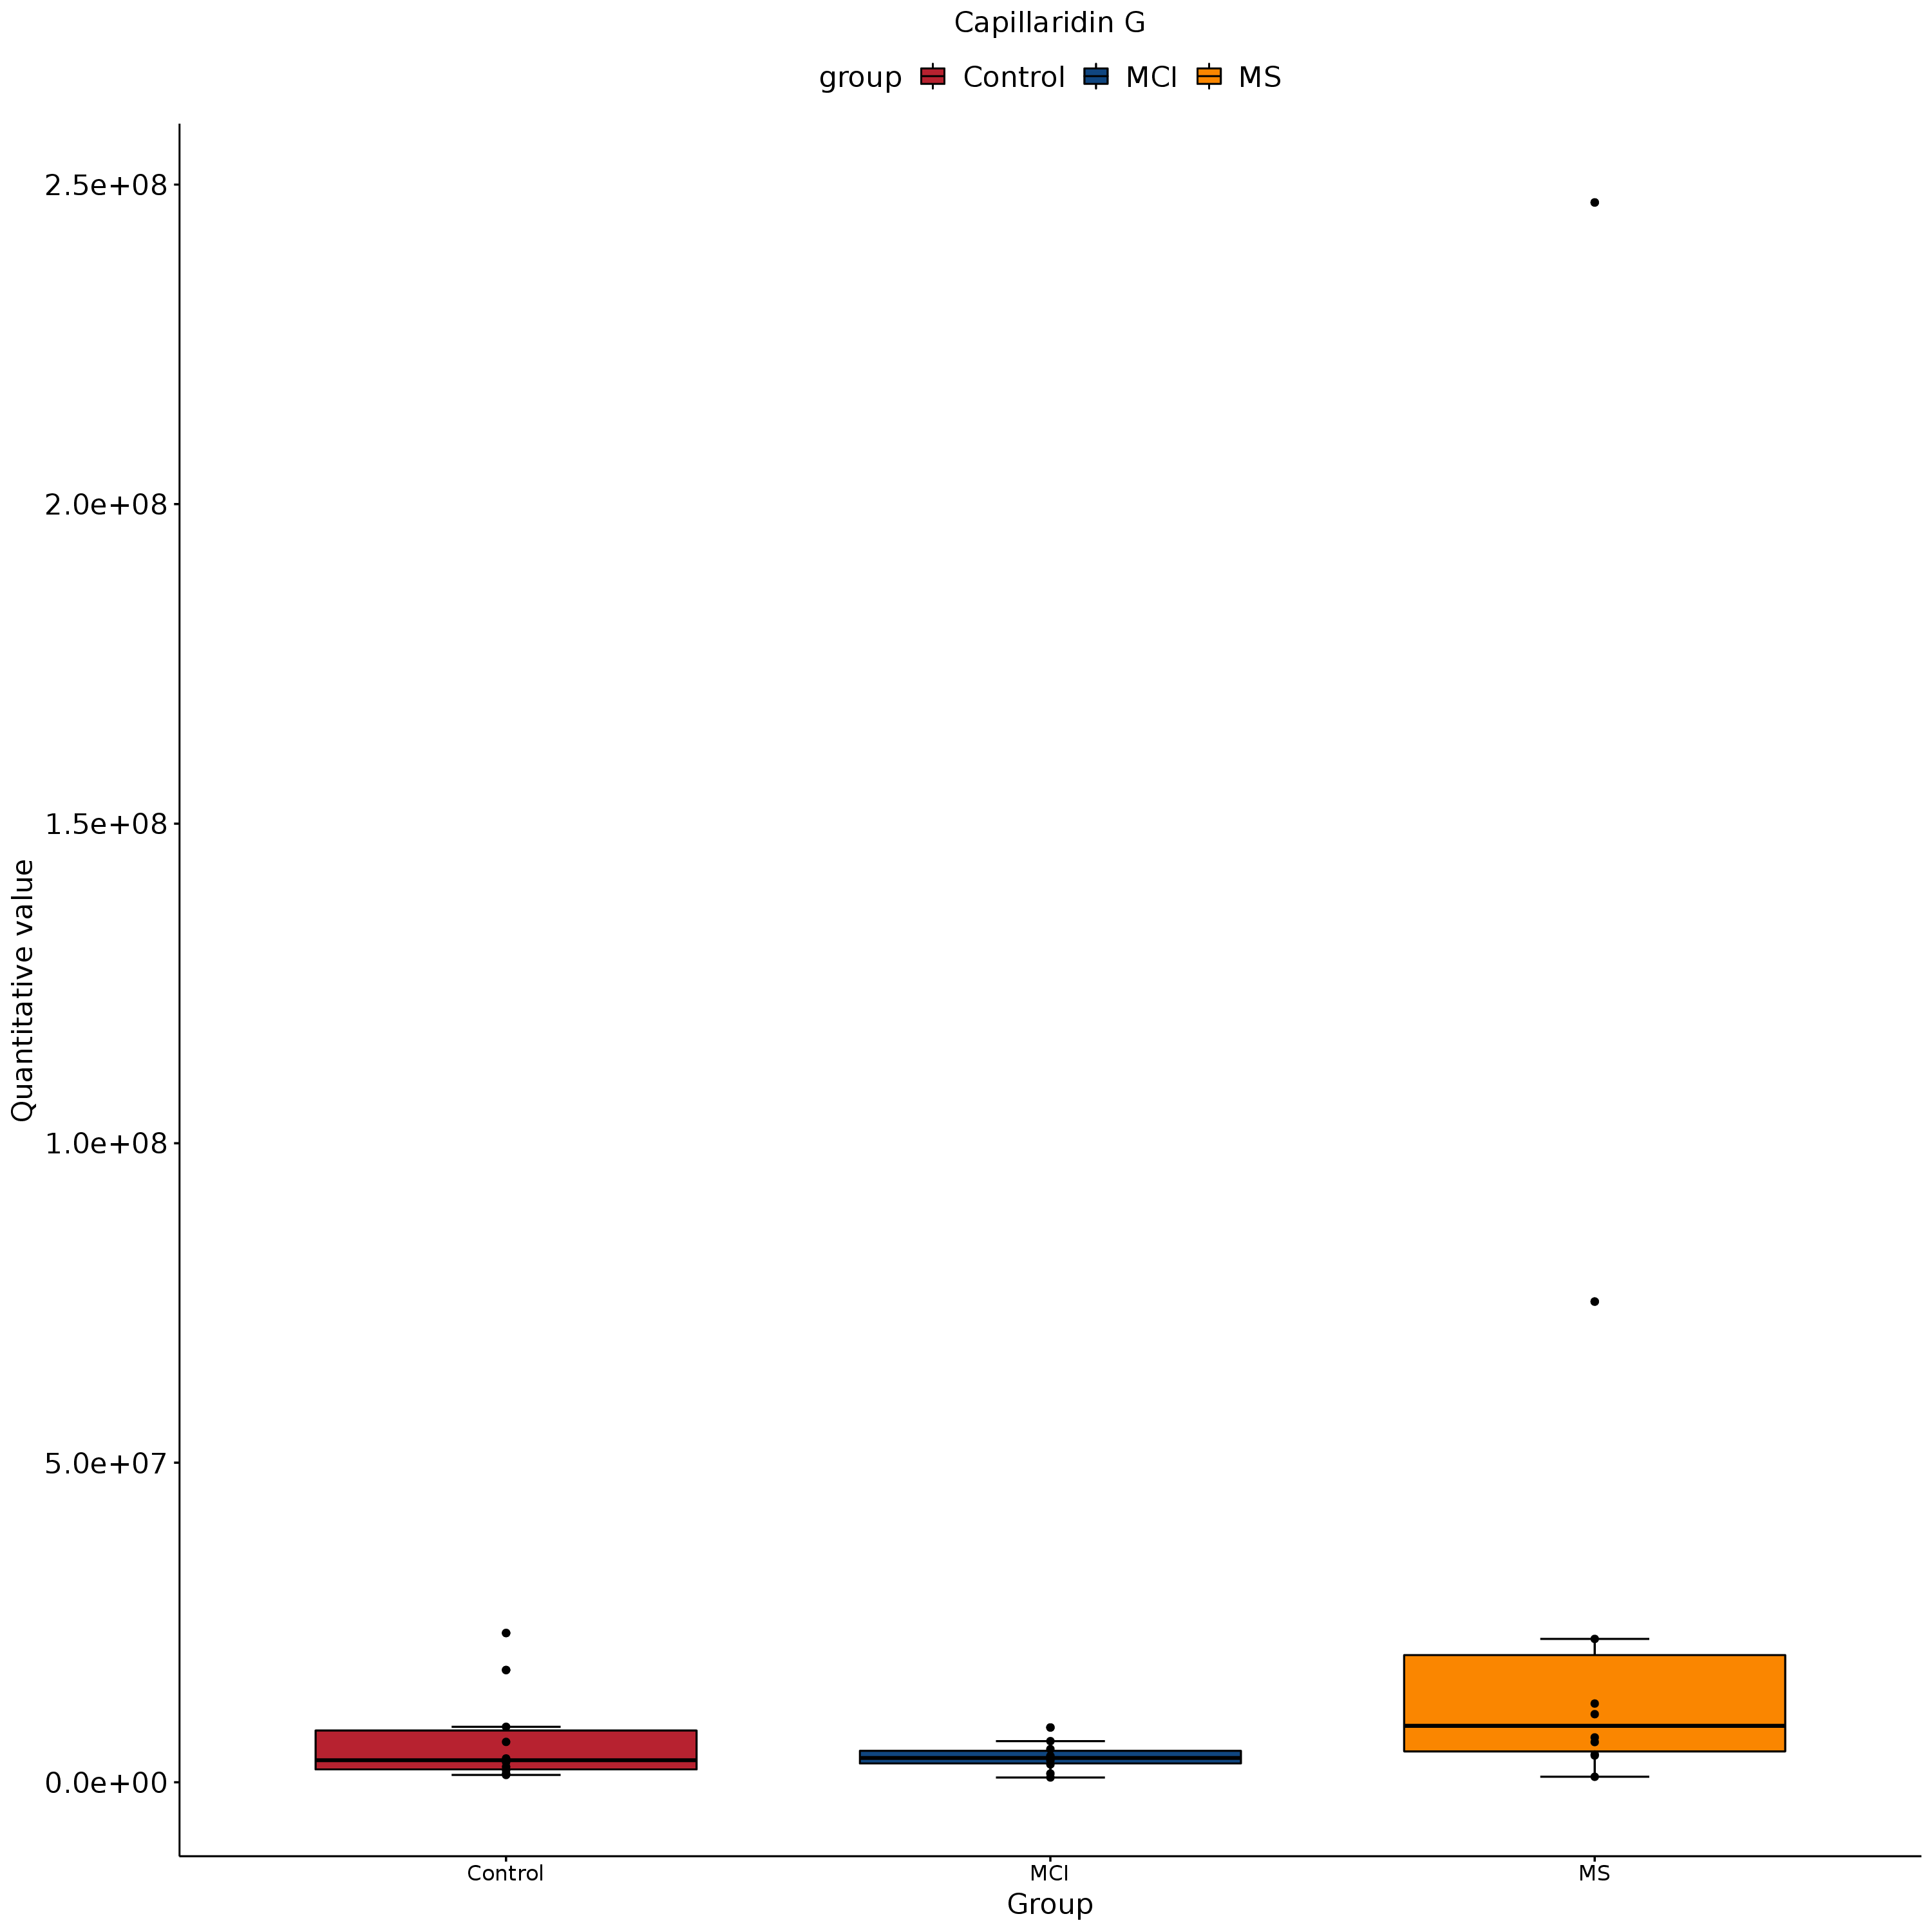 Capillaridin G
group Control MCI MS
2.5e+08
2.0e+08
1.5e+08
1.0e+08
5.0e+07
0.0e+00
Quantitative value
Control MCI MS
Group